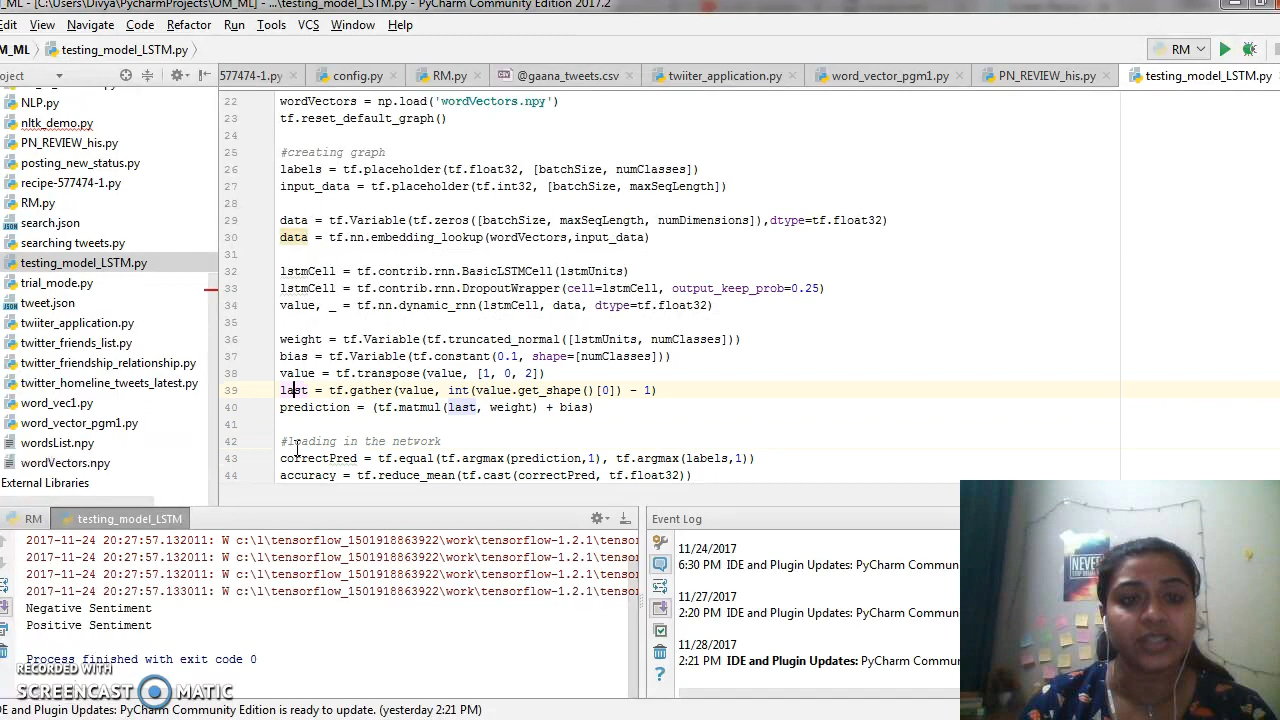 _ML - [C:\Users\Divya\PycharmProjects\OM_ML] - ...\testing_model_LSTM.py - PyCharm Community Edition 2017.2
View Navigate Code Refactor Run Tools VCS Window Help
M_ML testing_model_LSTM.py RM
oject 577474-1.py config.py RM.py @gaana_tweets.csv twiiter_application.py word_vector_pgm1.py PN_REVIEW_his.py testing_model_LSTM.py
NLP.py
nltk_demo.py
PN_REVIEW_his.py
posting_new_status.py
recipe-577474-1.py
RM.py
search.json
searching tweets.py
testing_model_LSTM.py
trial_mode.py
tweet.json
twiiter_application.py
twitter_friends_list.py
twitter_friendship_relationship.py
twitter_homeline_tweets_latest.py
word_vec1.py
word_vector_pgm1.py
wordsList.npy
wordVectors.npy
External Libraries
22 wordVectors = np.load('wordVectors.npy')
23 tf.reset_default_graph()
24
25 #creating graph
26 labels = tf.placeholder(tf.float32, [batchSize, numClasses])
27 input_data = tf.placeholder(tf.int32, [batchSize, maxSeqLength])
28
29 data = tf.Variable(tf.zeros([batchSize, maxSeqLength, numDimensions]),dtype=tf.float32)
30 data = tf.nn.embedding_lookup(wordVectors,input_data)
31
32 lstmCell = tf.contrib.rnn.BasicLSTMCell(lstmUnits)
33 lstmCell = tf.contrib.rnn.DropoutWrapper(cell=lstmCell, output_keep_prob=0.25)
34 value, _ = tf.nn.dynamic_rnn(lstmCell, data, dtype=tf.float32)
35
36 weight = tf.Variable(tf.truncated_normal([lstmUnits, numClasses]))
37 bias = tf.Variable(tf.constant(0.1, shape=[numClasses]))
38 value = tf.transpose(value, [1, 0, 2])
39 last = tf.gather(value, int(value.get_shape()[0]) - 1)
40 prediction = (tf.matmul(last, weight) + bias)
41
42 #loading in the network
43 correctPred = tf.equal(tf.argmax(prediction,1), tf.argmax(labels,1))
44 accuracy = tf.reduce_mean(tf.cast(correctPred, tf.float32))
RM testing_model_LSTM
2017-11-24 20:27:57.132011: W c:\l\tensorflow_1501918863922\work\tensorflow-1.2.1\tensor
2017-11-24 20:27:57.132011: W c:\l\tensorflow_1501918863922\work\tensorflow-1.2.1\tensor
2017-11-24 20:27:57.132011: W c:\l\tensorflow_1501918863922\work\tensorflow-1.2.1\tensor
2017-11-24 20:27:57.132011: W c:\l\tensorflow_1501918863922\work\tensorflow-1.2.1\tensor
Negative Sentiment
Positive Sentiment
Process finished with exit code 0
Event Log
11/24/2017
6:30 PM IDE and Plugin Updates: PyCharm Commun
11/27/2017
2:20 PM IDE and Plugin Updates: PyCharm Commun
11/28/2017
2:21 PM IDE and Plugin Updates: PyCharm Commun
NEVER
RECORDED WITH
SCREENCAST MATIC
DE and Plugin Updates: PyCharm Community Edition is ready to update. (yesterday 2:21 PM)